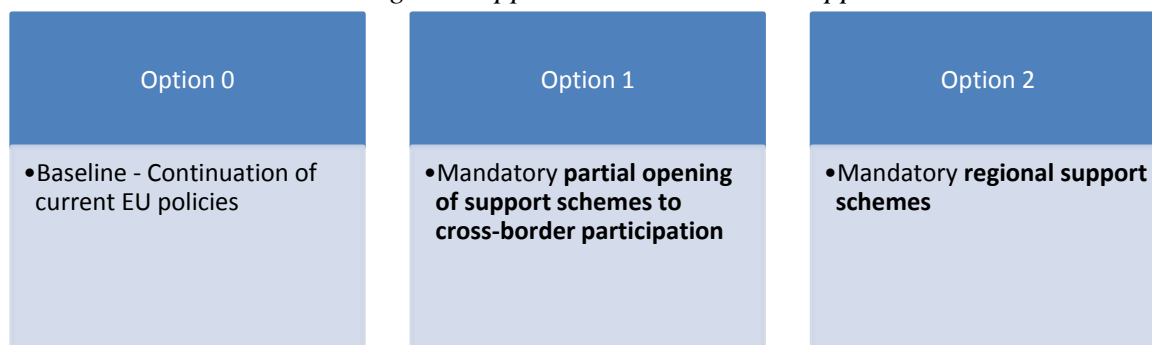 Option 0
•Baseline - Continuation of
current EU policies
Option 1
•Mandatory partial opening
of support schemes to
cross-border participation
Option 2
•Mandatory regional support
schemes